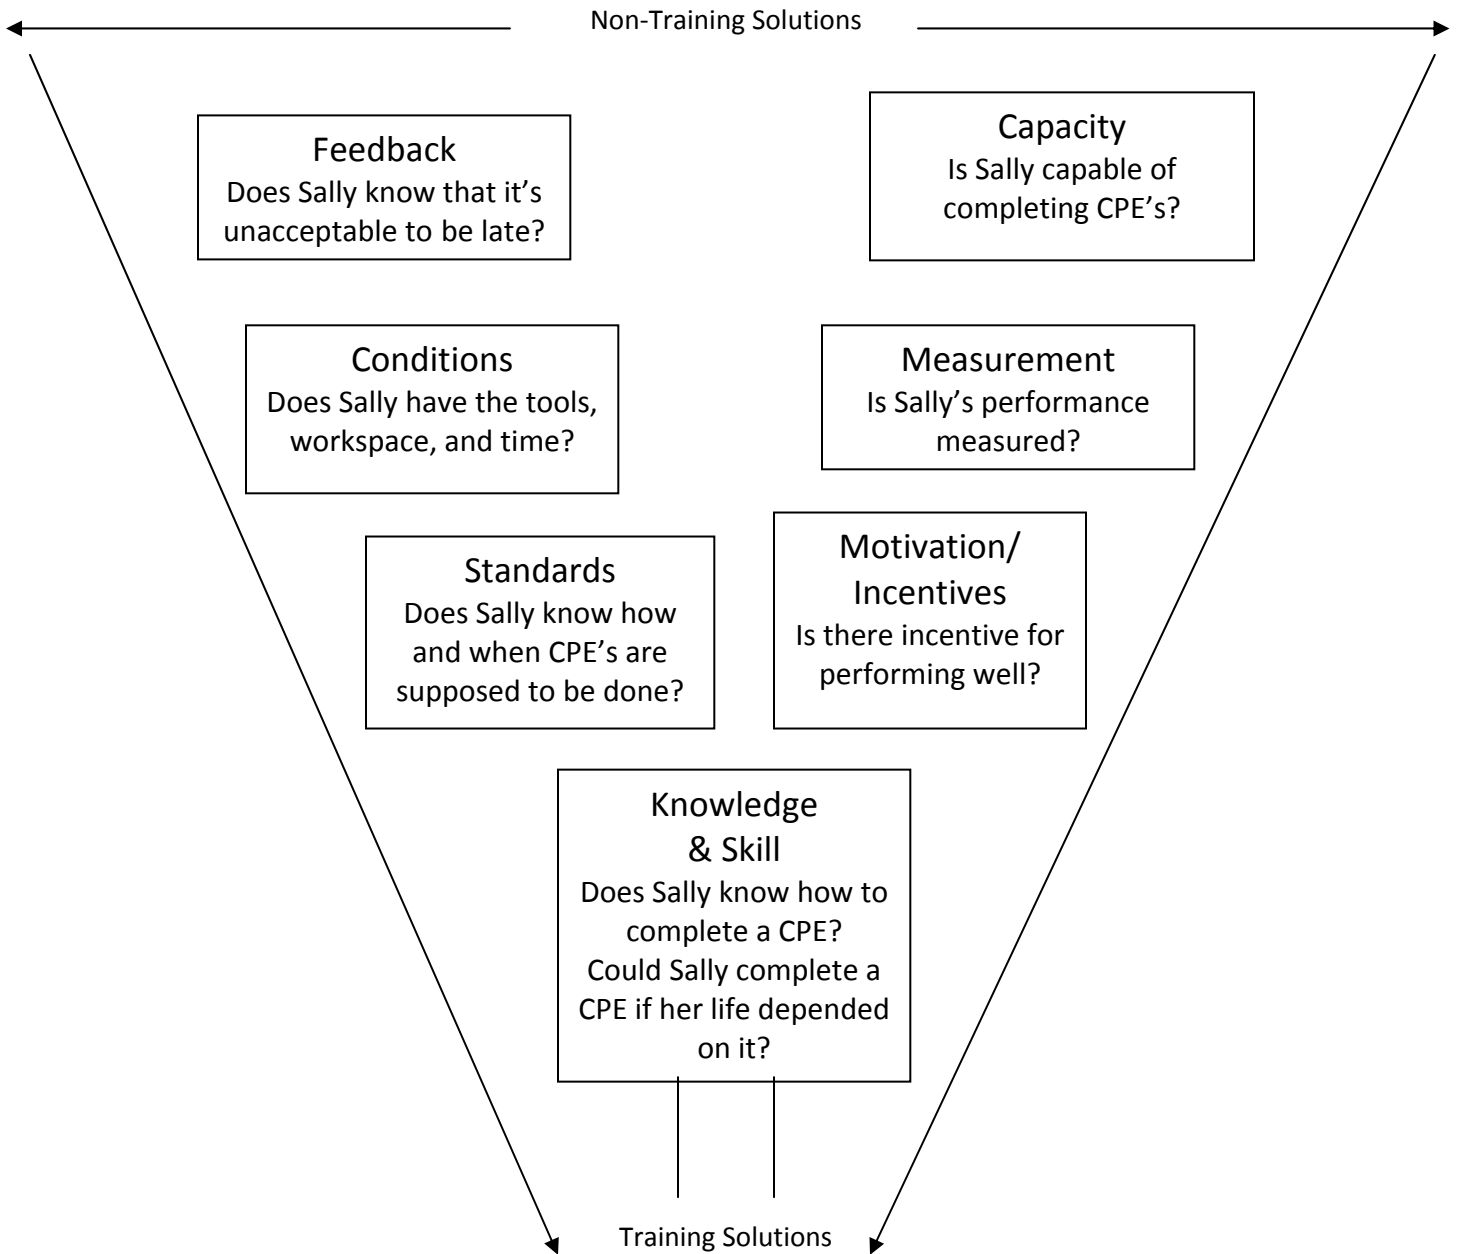 Non-Training Solutions
Feedback
Does Sally know that it’s
unacceptable to be late?
Capacity
Is Sally capable of
completing CPE’s?
Conditions
Does Sally have the tools,
workspace, and time?
Measurement
Is Sally’s performance
measured?
Standards
Does Sally know how
and when CPE’s are
supposed to be done?
Motivation/
Incentives
Is there incentive for
performing well?
Knowledge
& Skill
Does Sally know how to
complete a CPE?
Could Sally complete a
CPE if her life depended
on it?
Training Solutions